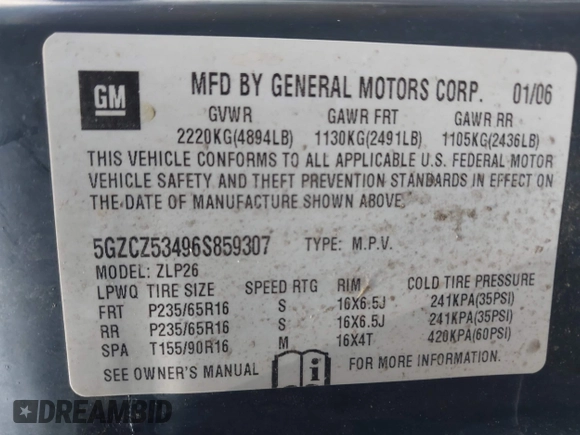 GM
MFD BY GENERAL MOTORS CORP. 01/06
GVWR GAWR FRT GAWR RR
2220KG(4894LB) 1130KG(2491LB) 1105KG(2436LB)
THIS VEHICLE CONFORMS TO ALL APPLICABLE U.S. FEDERAL MOTOR
VEHICLE SAFETY AND THEFT PREVENTION STANDARDS IN EFFECT ON
THE DATE OF MANUFACTURE SHOWN ABOVE.
5GZCZ53496S859307 TYPE: M.P.V.
MODEL: ZLP26
LPWQ TIRE SIZE SPEED RTG RIM COLD TIRE PRESSURE
FRT P235/65R16 S 16X6.5J 241KPA(35PSI)
RR P235/65R16 S 16X6.5J 241KPA(35PSI)
SPA T155/90R16 M 16X4T 420KPA(60PSI)
SEE OWNER'S MANUAL i FOR MORE INFORMATION.
DREAMBID